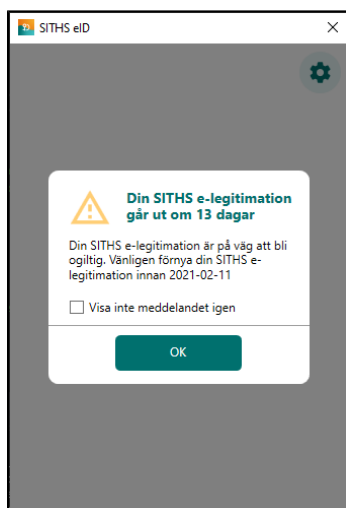 SITHS eID
Din SITHS e-legitimation
går ut om 13 dagar
Din SITHS e-legitimation är på väg att bli
ogiltig. Vänligen förnya din SITHS e-
legitimation innan 2021-02-11
Visa inte meddelandet igen
OK